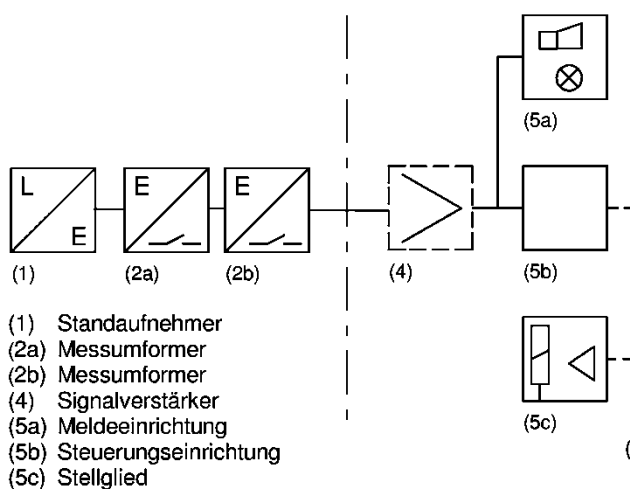 (5a)
L
E
E
E
(1)
(2a)
(2b)
(4)
(5b)
(1) Standaufnehmer
(2a) Messumformer
(2b) Messumformer
(4) Signalverstärker
(5a) Meldeeinrichtung
(5b) Steuerungseinrichtung
(5c) Stellglied
(5c)
(